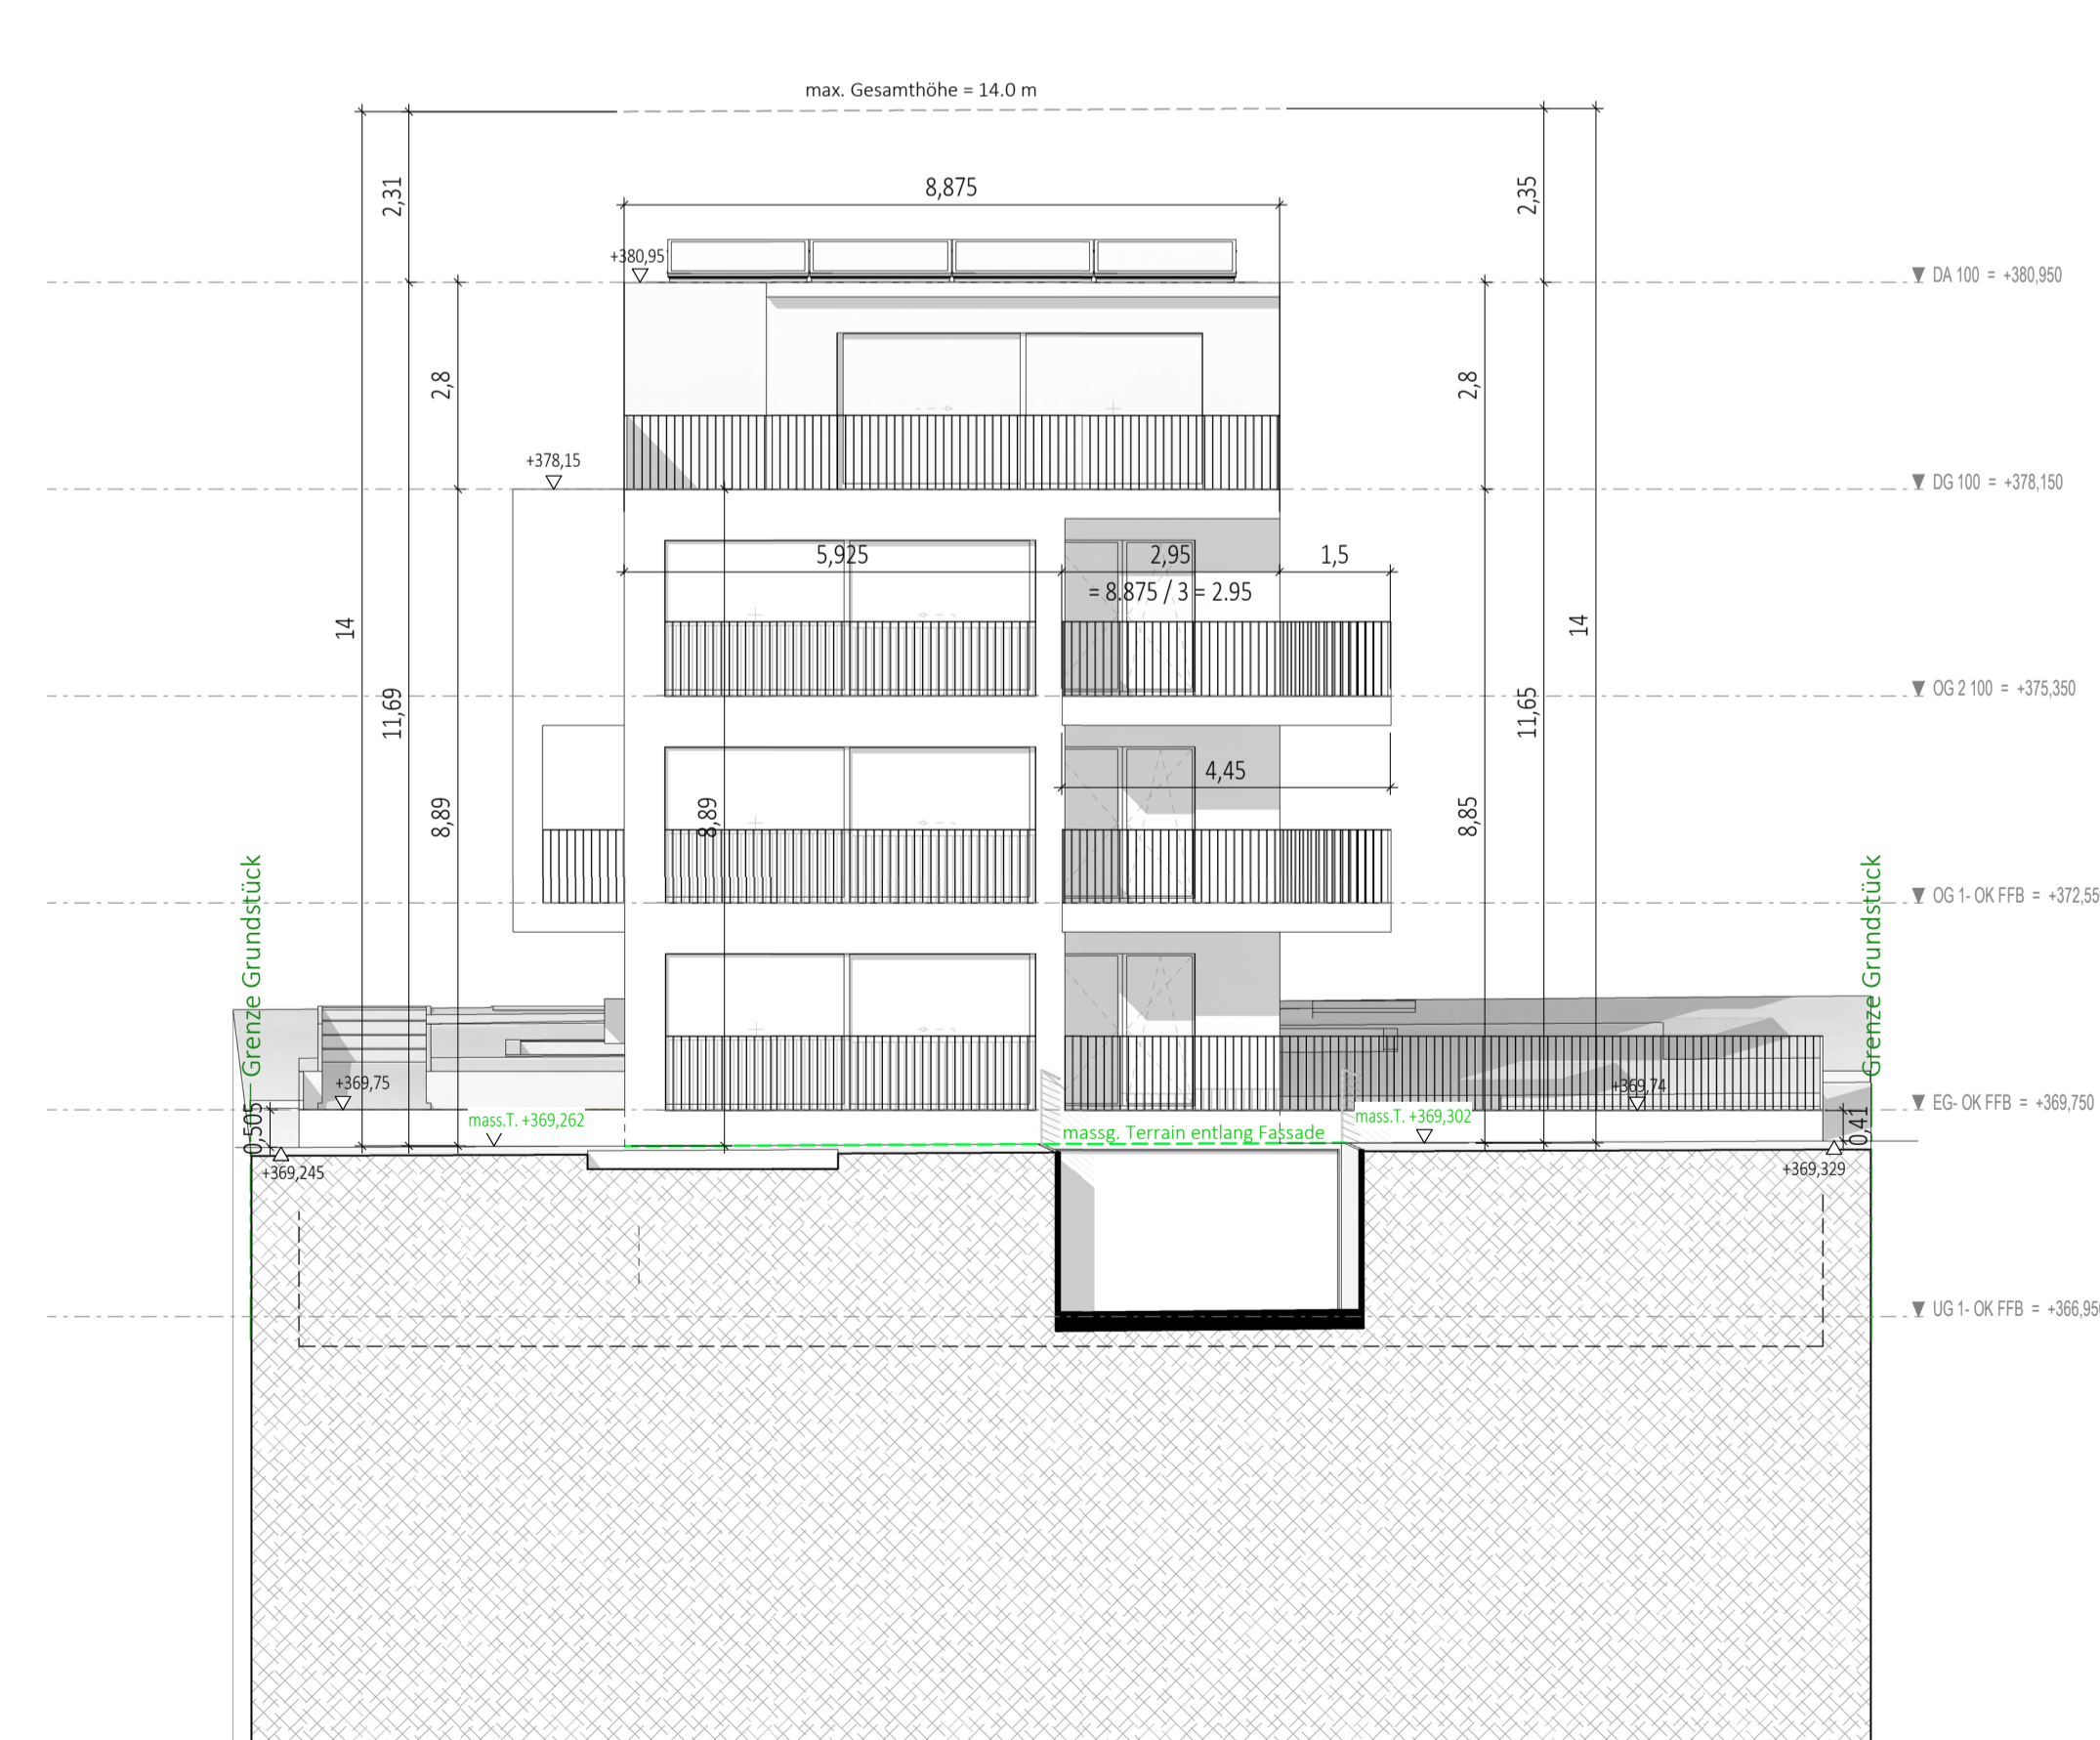 max. Gesamthöhe = 14.0 m
2,31
8,875
2,35
+380,95
DA 100 = +380,950
2,8
2,8
+378,15
DG 100 = +378,150
5,925
2,95
1,5
= 8.875 / 3 = 2.95
14
14
11,69
11,65
OG 2 100 = +375,350
4,45
8,89
8,89
8,85
OG 1- OK FFB = +372,55
Grenze Grundstück
Grenze Grundstück
+369,75
+369,74
EG- OK FFB = +369,750
0,505
mass.T. +369,262
massg. Terrain entlang Fassade
mass.T. +369,302
0,41
+369,245
+369,329
UG 1- OK FFB = +366,95